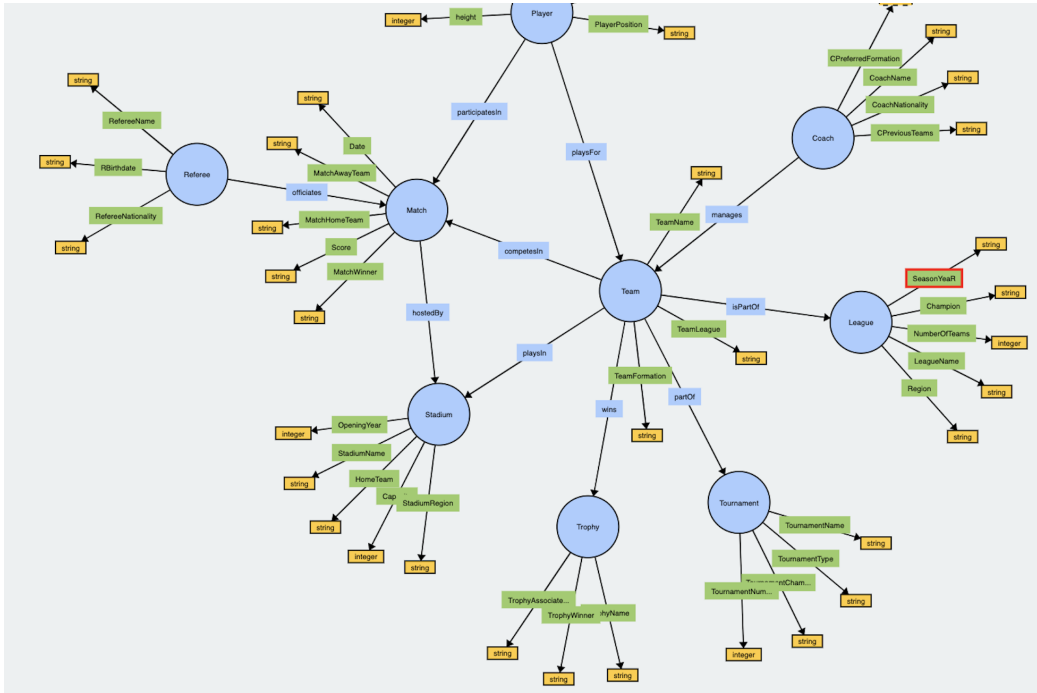 Player
height
integer
PlayerPosition
string
string
CPreferredFormation
CoachName
string
CoachNationality
string
CPreviousTeams
string
Coach
string
RefereeName
string
RBirthdate
RefereeNationality
string
Referee
officiates
participatesIn
playsFor
string
Date
string
MatchAwayTeam
MatchHomeTeam
string
Score
string
MatchWinner
string
Match
string
TeamName
manages
competesIn
Team
isPartOf
TeamLeague
string
string
SeasonYeaR
Champion
string
NumberOfTeams
integer
LeagueName
string
Region
string
League
hostedBy
playsIn
TeamFormation
string
wins
partOf
Stadium
OpeningYear
integer
StadiumName
string
HomeTeam
string
Cap
integer
StadiumRegion
string
Trophy
TrophyAssociate...
string
TrophyWinner
string
hyName
string
Tournament
TournamentName
string
TournamentType
string
TournamentCham...
string
TournamentNum...
integer